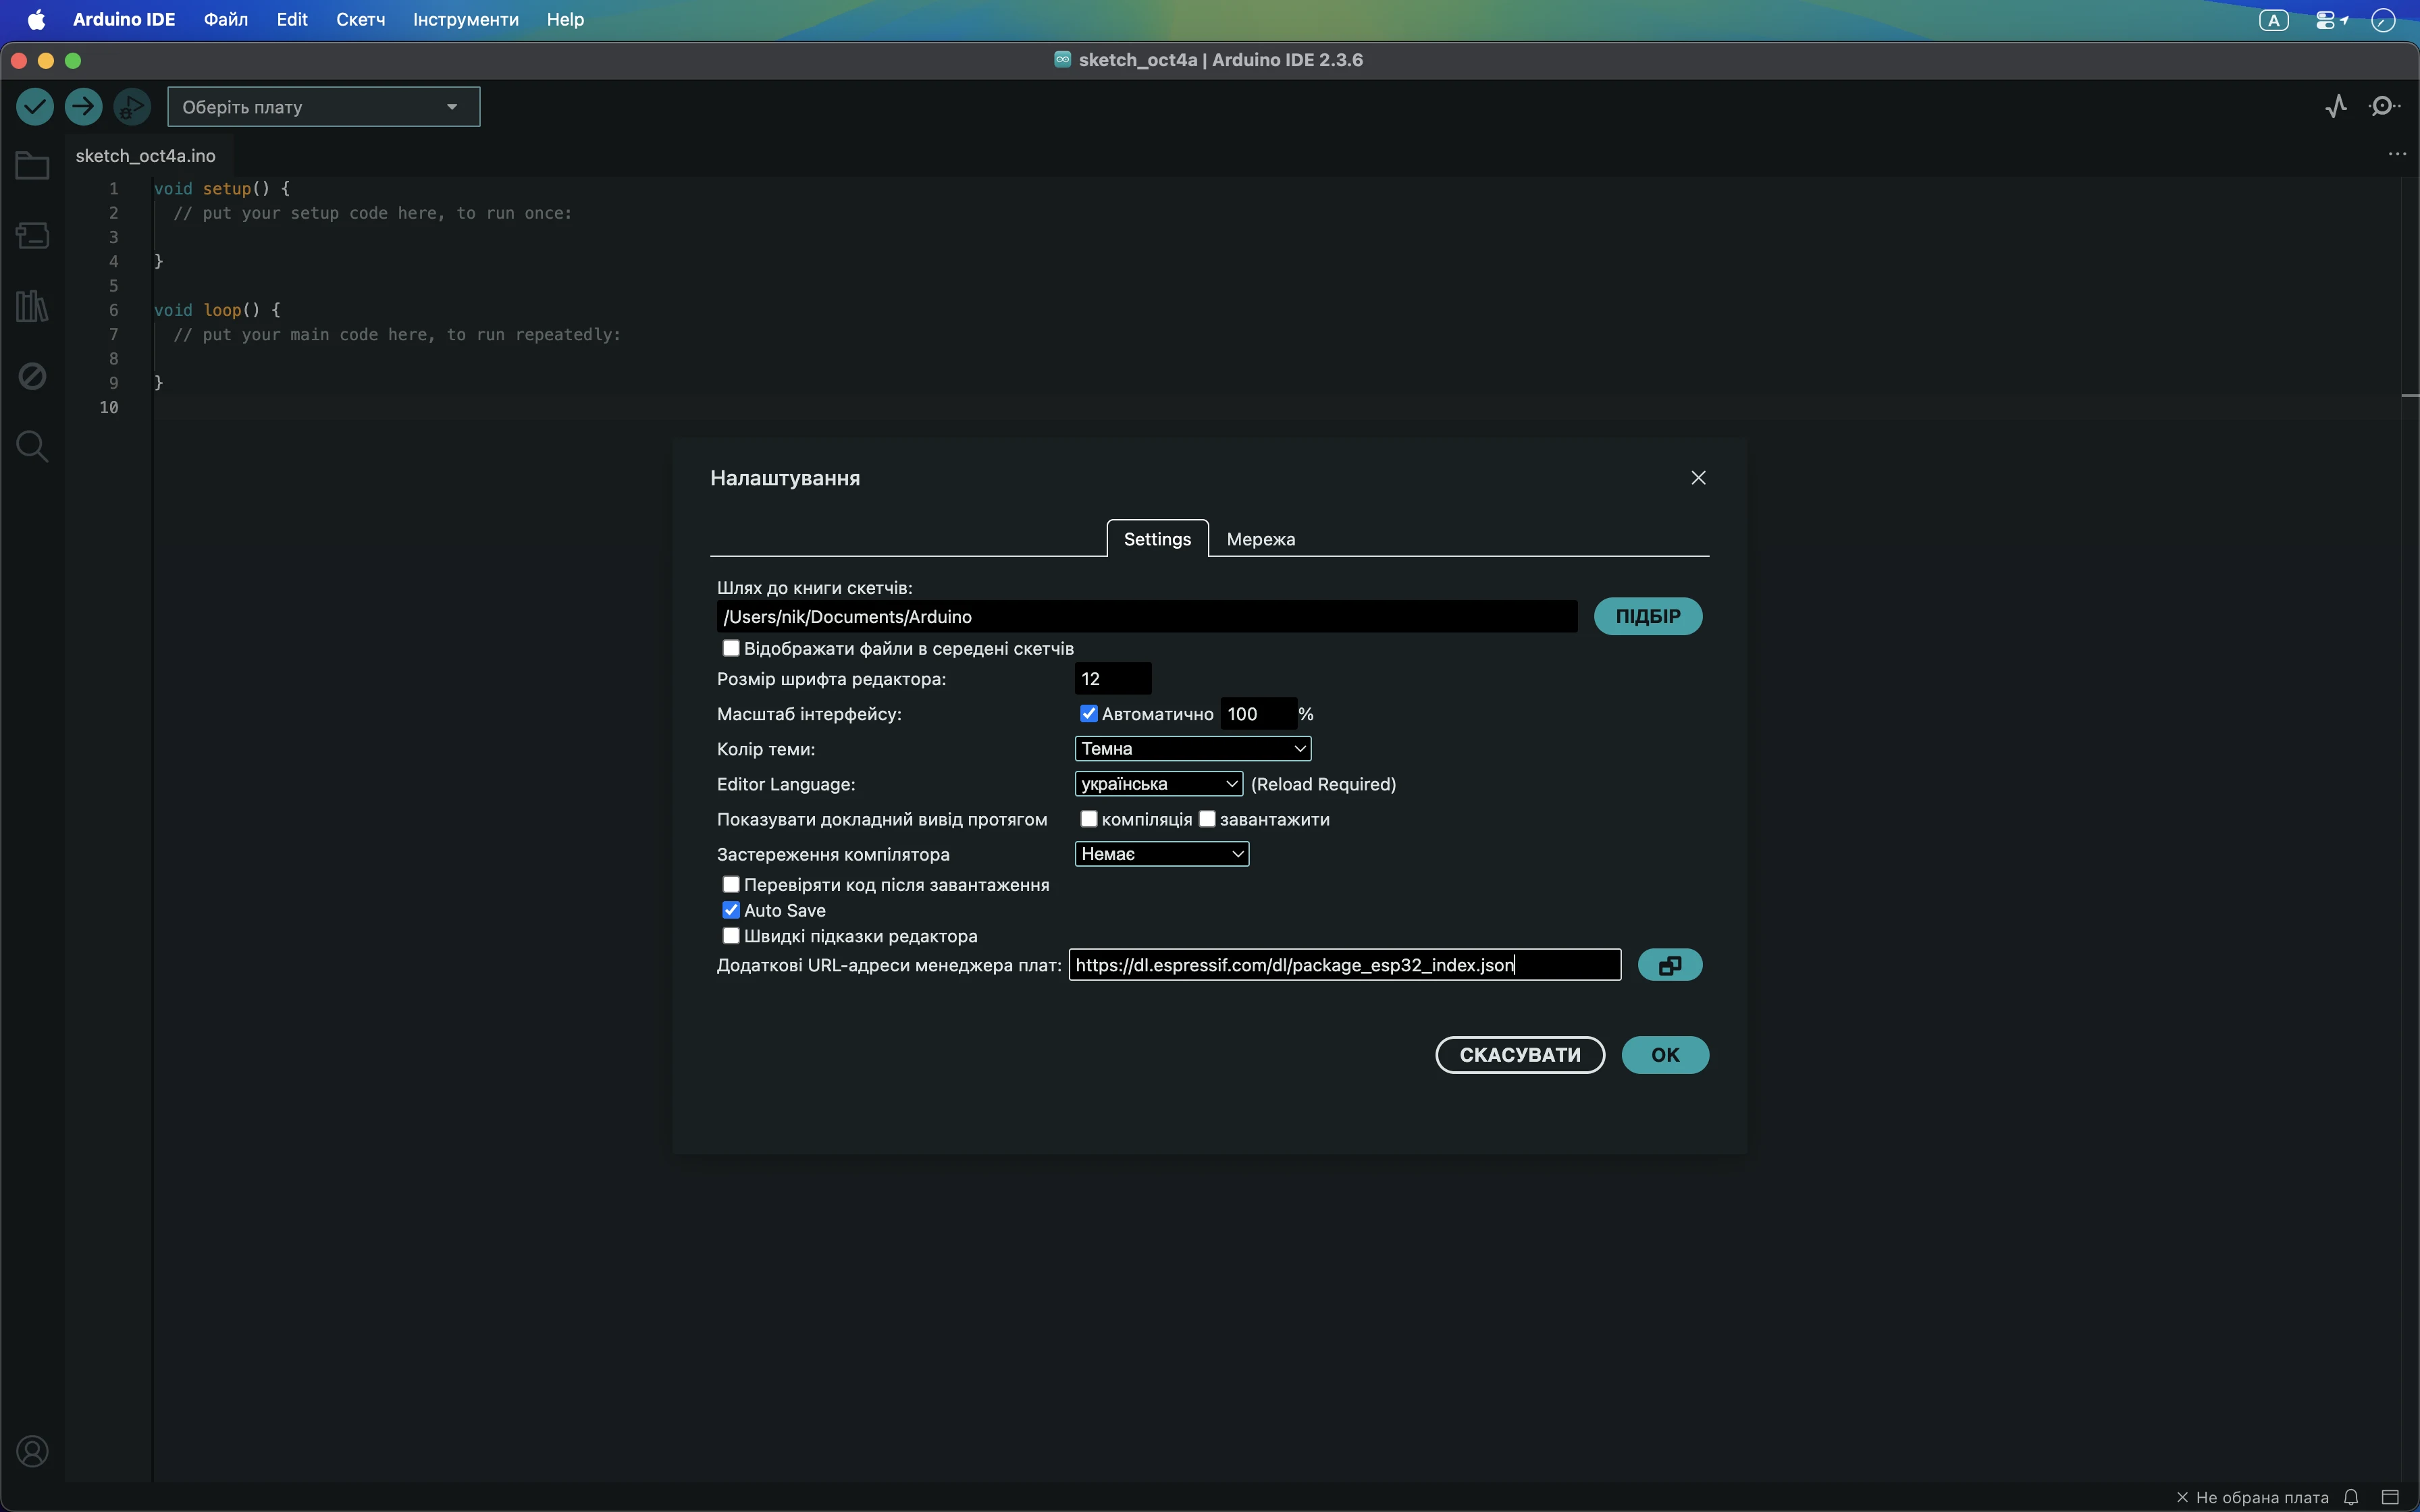 Arduino IDE Файл Edit Скетч Інструменти Help A
sketch_oct4a | Arduino IDE 2.3.6
Оберіть плату
sketch_oct4a.ino
1 void setup() {
2 // put your setup code here, to run once:
3
4 }
5
6 void loop() {
7 // put your main code here, to run repeatedly:
8
9 }
10
Налаштування
Settings Мережа
Шлях до книги скетчів:
/Users/nik/Documents/Arduino ПІДБІР
Відображати файли в середені скетчів
Розмір шрифта редактора: 12
Масштаб інтерфейсу: Автоматично 100 %
Колір теми: Темна
Editor Language: українська (Reload Required)
Показувати докладний вивід протягом компіляція завантажити
Застереження компілятора Немає
Перевіряти код після завантаження
Auto Save
Швидкі підказки редактора
Додаткові URL-адреси менеджера плат: https://dl.espressif.com/dl/package_esp32_index.json
СКАСУВАТИ OK
Не обрана плата